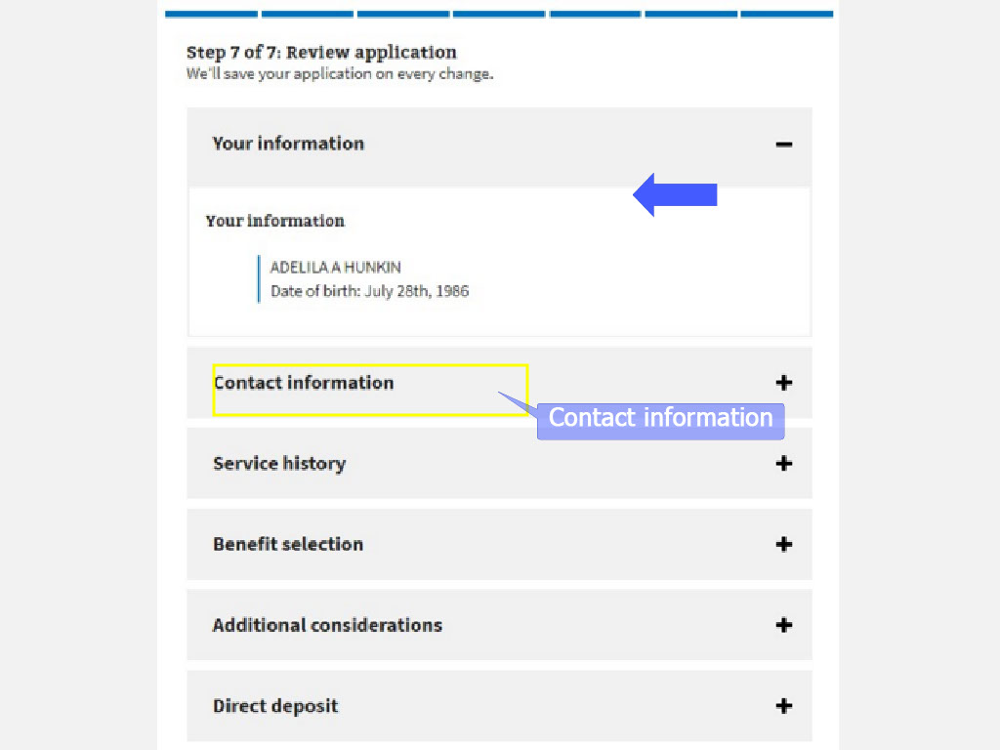 Step 7 of 7: Review application
We'll save your application on every change.
Your information
Your information
ADELILA A HUNKIN
Date of birth: July 28th, 1986
Contact information
Contact information
Service history
Benefit selection
Additional considerations
Direct deposit